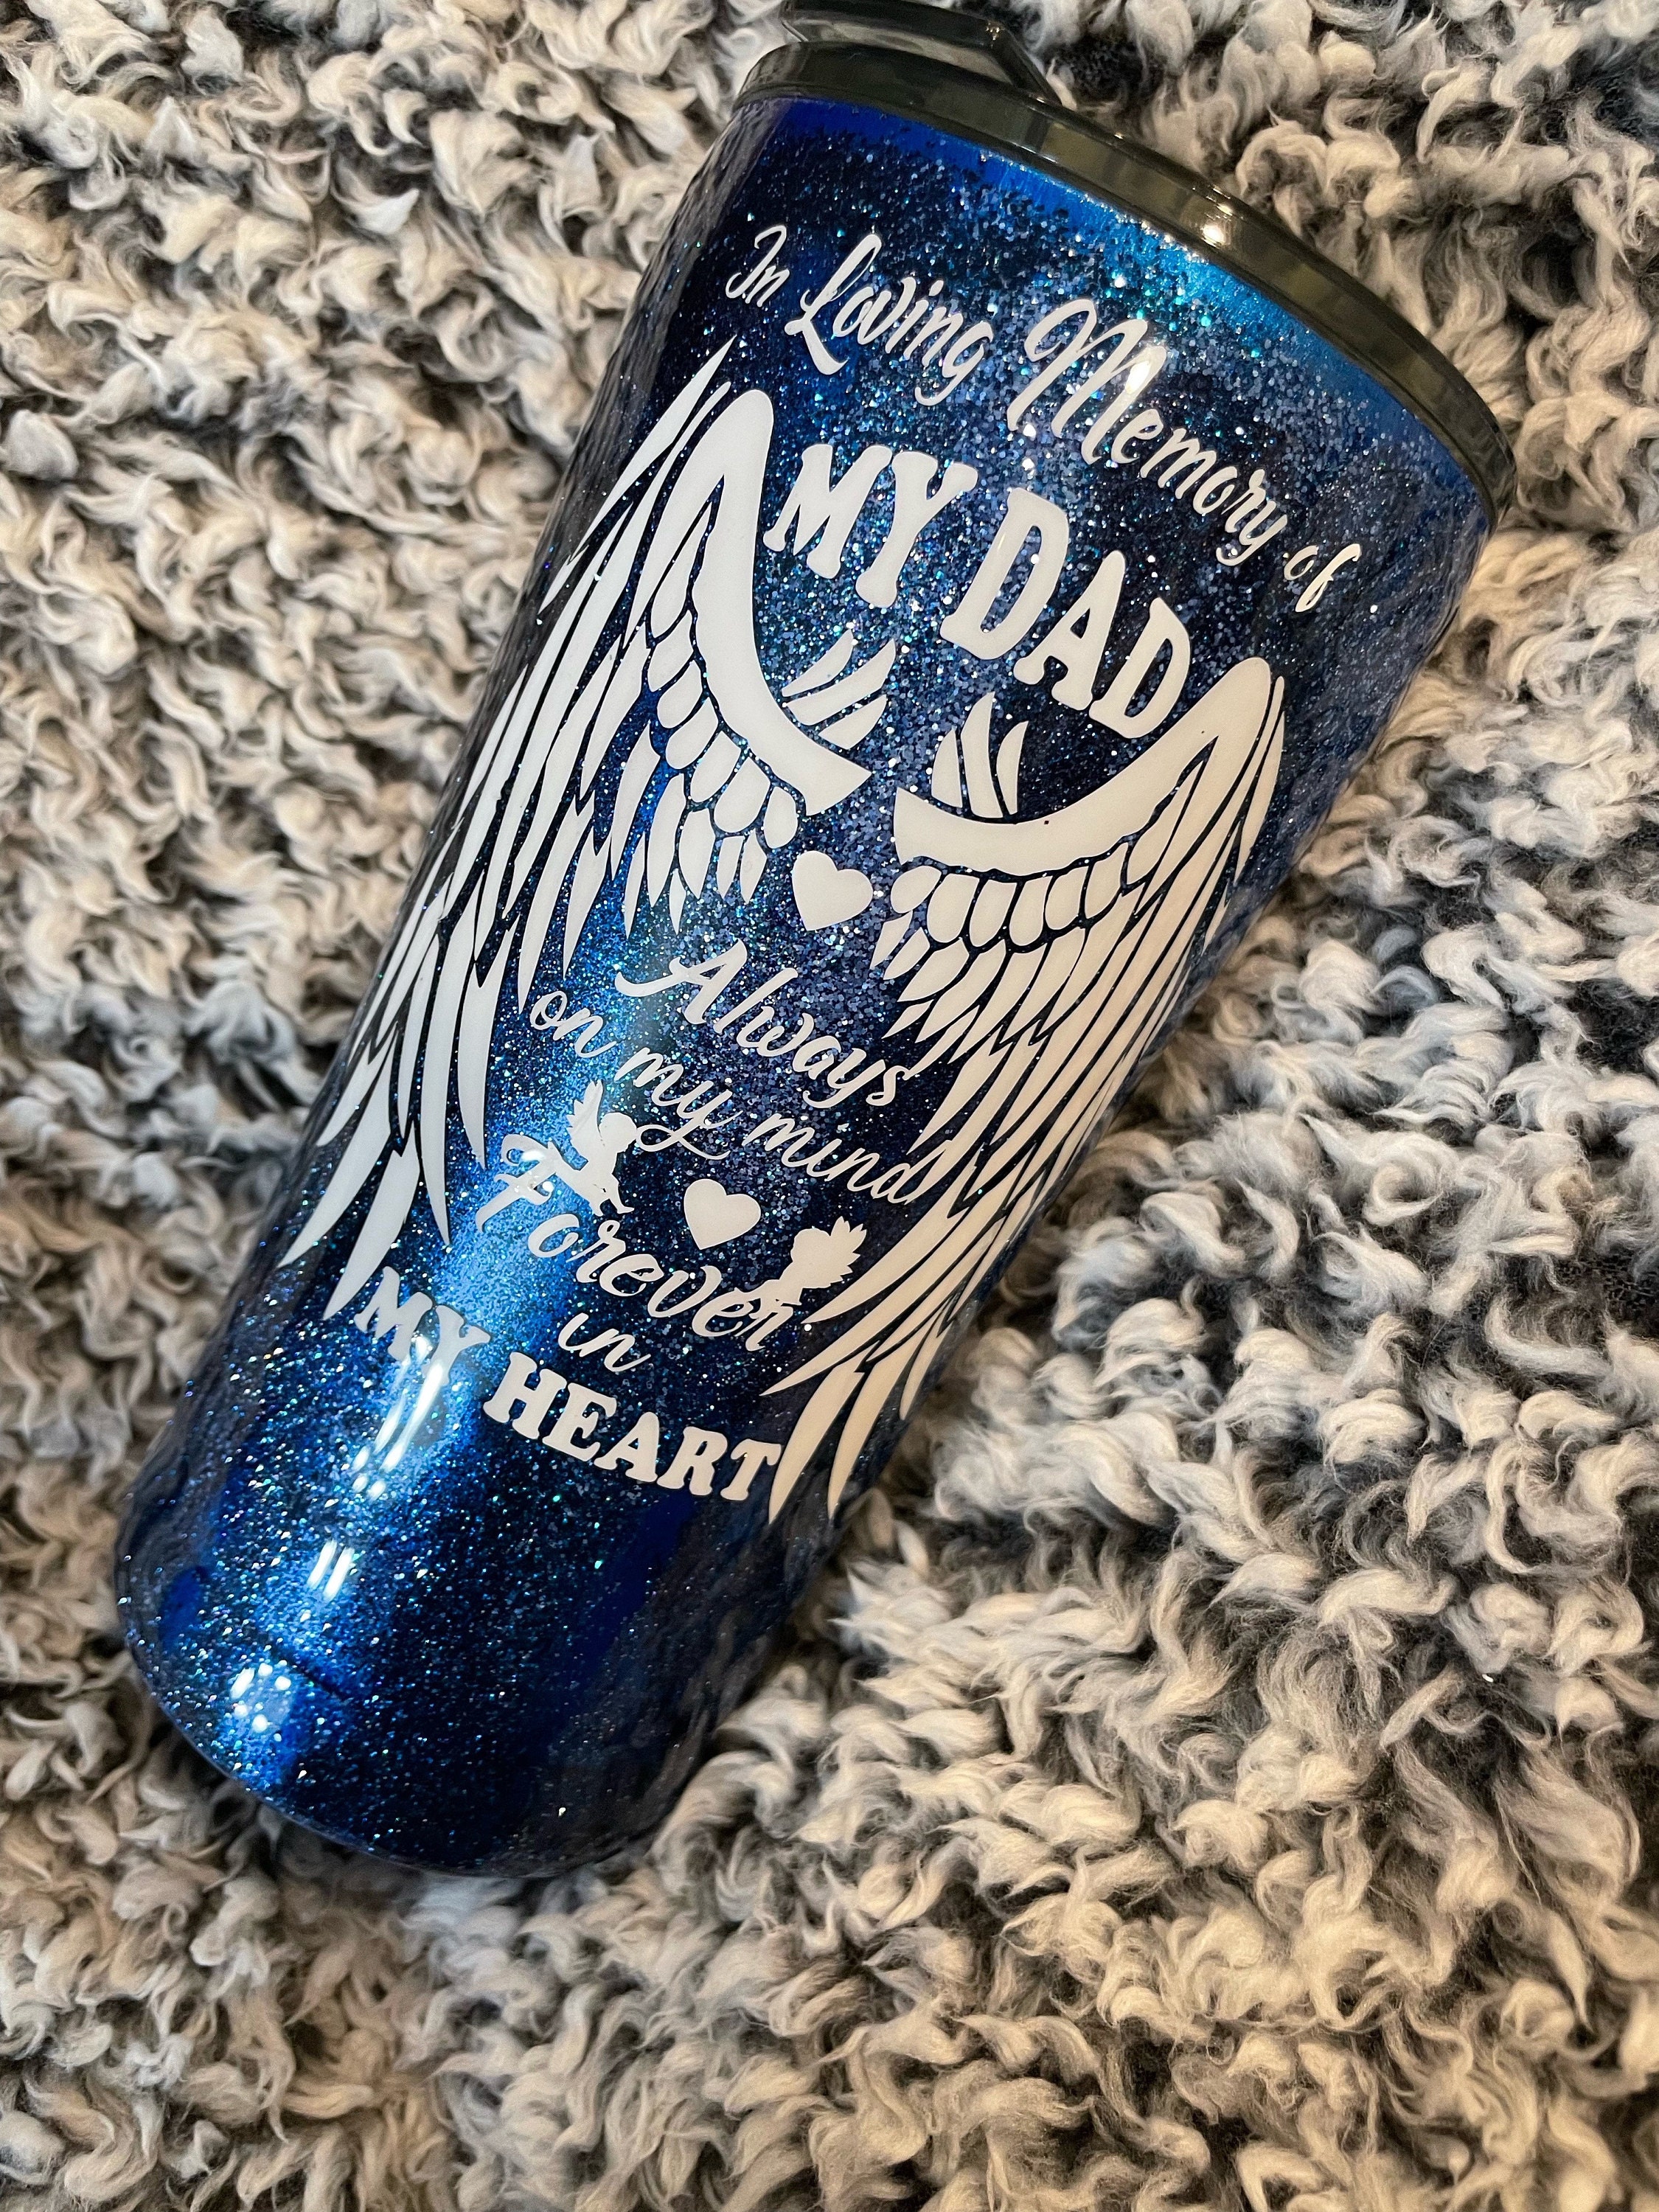 In Loving Memory of
MY DAD
Always
on my mind
Forever
in
MY HEART